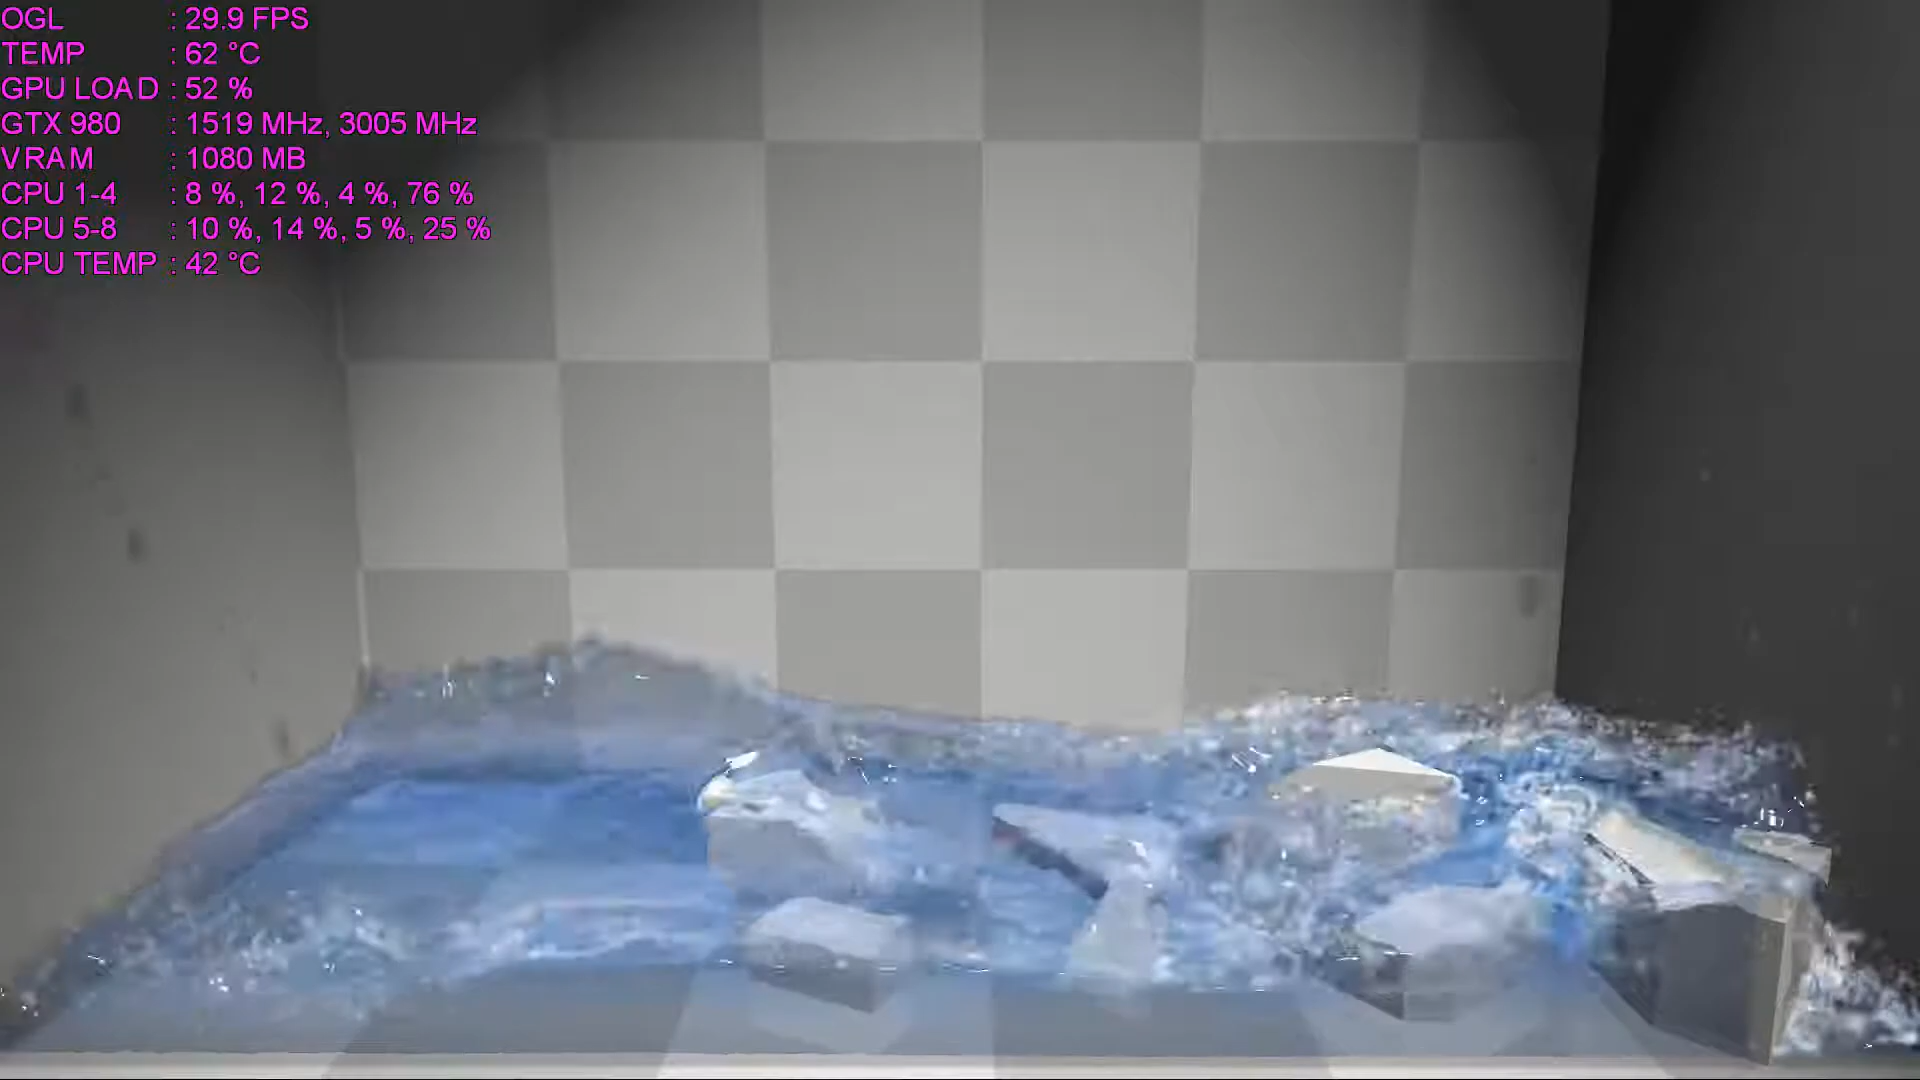 OGL : 29.9 FPS
TEMP : 62 °C
GPU LOAD : 52 %
GTX 980 : 1519 MHz, 3005 MHz
VRAM : 1080 MB
CPU 1-4 : 8 %, 12 %, 4 %, 76 %
CPU 5-8 : 10 %, 14 %, 5 %, 25 %
CPU TEMP : 42 °C